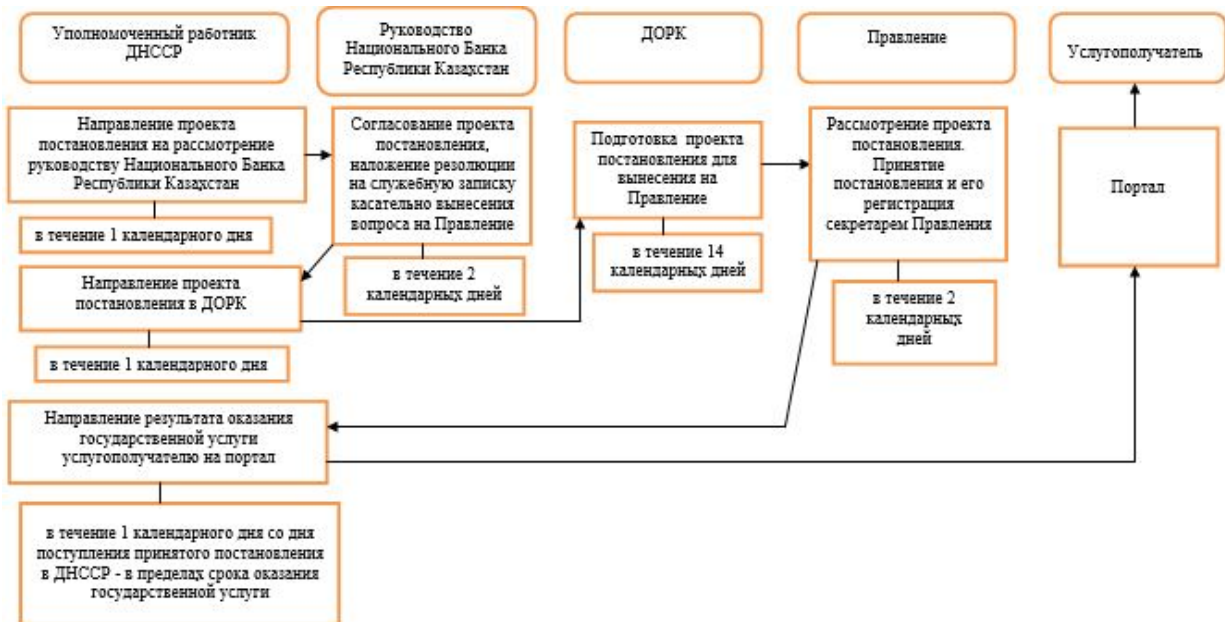 Уполномоченный работник
ДНССР
Руководство
Национального Банка
Республики Казахстан
ДОРК
Правление
Услугополучатель
Направление проекта
постановления на рассмотрение
руководству Национального Банка
Республики Казахстан
в течение 1 календарного дня
Согласование проекта
постановления,
наложение резолюции
на служебную записку
касательно вынесения
вопроса на Правление
в течение 2
календарных дней
Направление проекта
постановления в ДОРК
в течение 1 календарного дня
Подготовка проекта
постановления для
вынесения на
Правление
в течение 14
календарных дней
Рассмотрение проекта
постановления.
Принятие
постановления и его
регистрация
секретарем Правления
в течение 2
календарных
дней
Портал
Направление результата оказания
государственной услуги
услугополучателю на портал
в течение 1 календарного дня со дня
поступления принятого постановления
в ДНССР - в пределах срока оказания
государственной услуги